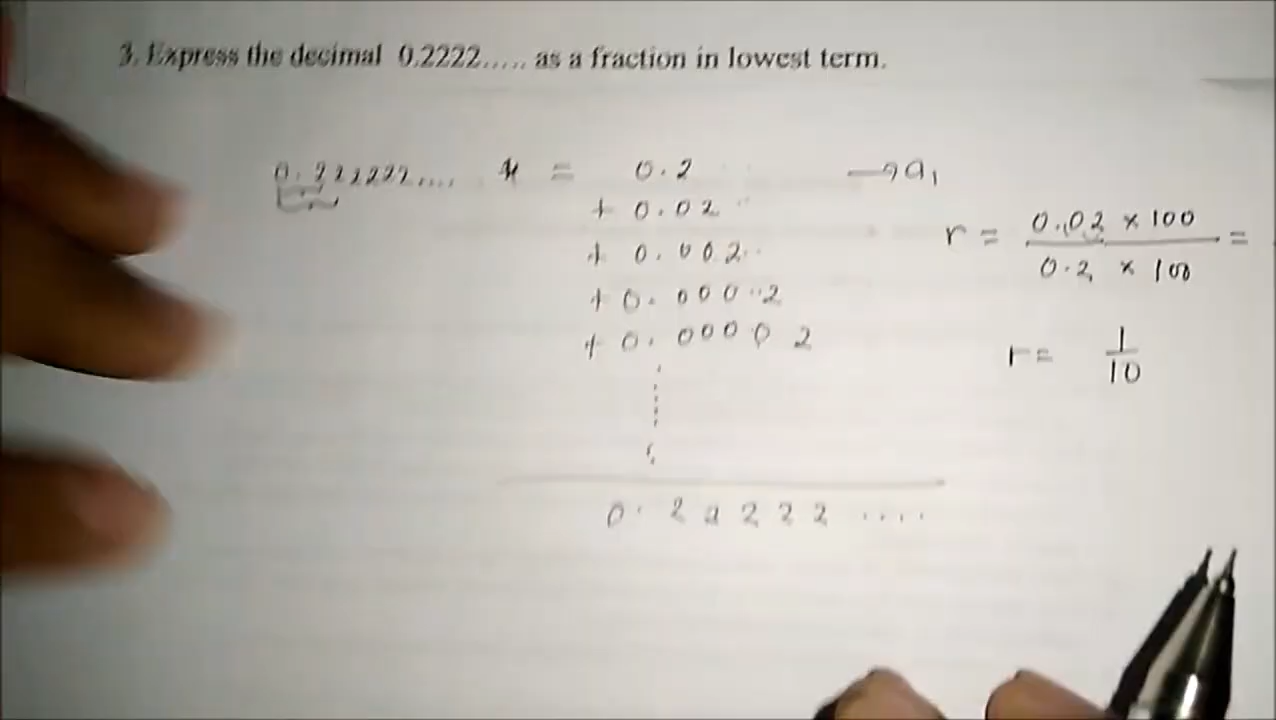 3. Express the decimal 0.2222..... as a fraction in lowest term.
0.222222.... x = 0.2 → a₁
+ 0.02
+ 0.002
+ 0.0002
+ 0.00002
r = 0.02 × 100 / 0.2 × 100 =
r = 1/10
0.22222 ....